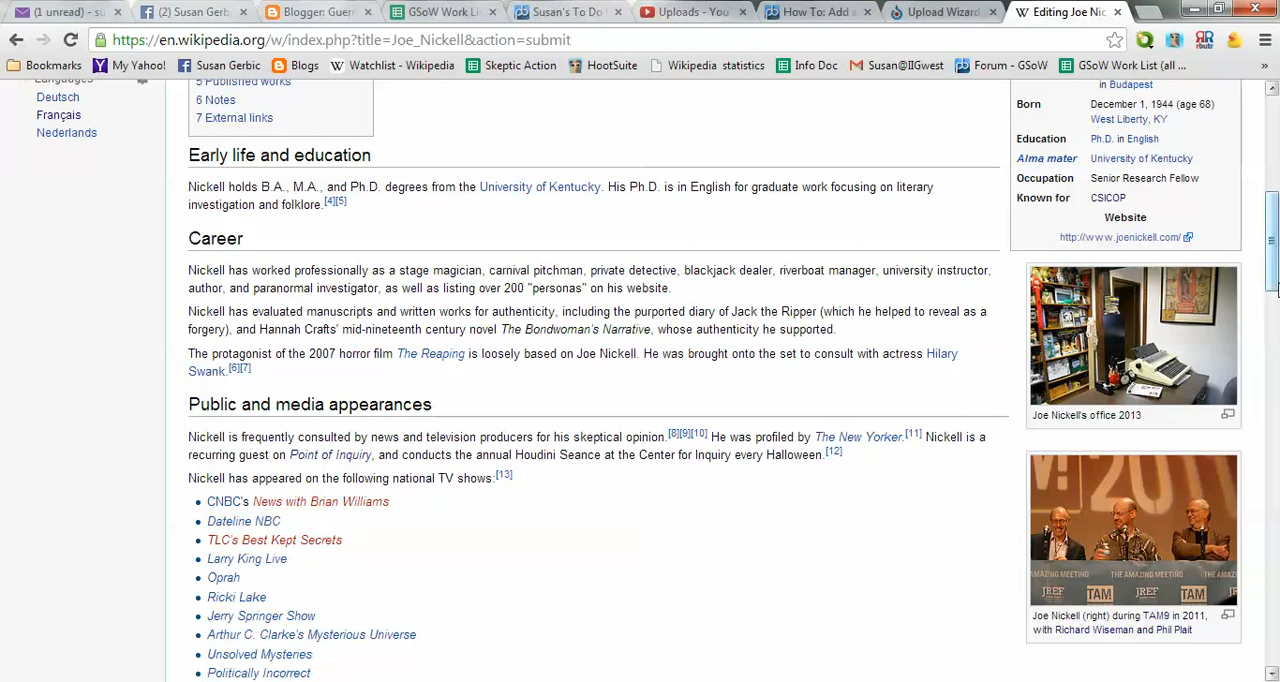 (1 unread) - su
(2) Susan Gerb
Blogger: Guer
GSoW Work L
Susan's To Do
Uploads - You
How To: Add a
Upload Wizard
Editing Joe Nic
https://en.wikipedia.org/w/index.php?title=Joe_Nickell&action=submit
Bookmarks
My Yahoo!
Susan Gerbic
Blogs
Watchlist - Wikipedia
Skeptic Action
HootSuite
Wikipedia statistics
Info Doc
Susan@IIGwest
Forum - GSoW
GSoW Work List (all ...
»
Languages
Deutsch
Français
Nederlands
5 Published works
6 Notes
7 External links
Early life and education
Nickell holds B.A., M.A., and Ph.D. degrees from the University of Kentucky. His Ph.D. is in English for graduate work focusing on literary
investigation and folklore.[4][5]
Career
Nickell has worked professionally as a stage magician, carnival pitchman, private detective, blackjack dealer, riverboat manager, university instructor,
author, and paranormal investigator, as well as listing over 200 "personas" on his website.
Nickell has evaluated manuscripts and written works for authenticity, including the purported diary of Jack the Ripper (which he helped to reveal as a
forgery), and Hannah Crafts' mid-nineteenth century novel The Bondwoman's Narrative, whose authenticity he supported.
The protagonist of the 2007 horror film The Reaping is loosely based on Joe Nickell. He was brought onto the set to consult with actress Hilary
Swank.[6][7]
Public and media appearances
Nickell is frequently consulted by news and television producers for his skeptical opinion.[8][9][10] He was profiled by The New Yorker.[11] Nickell is a
recurring guest on Point of Inquiry, and conducts the annual Houdini Seance at the Center for Inquiry every Halloween.[12]
Nickell has appeared on the following national TV shows:[13]
• CNBC's News with Brian Williams
• Dateline NBC
• TLC's Best Kept Secrets
• Larry King Live
• Oprah
• Ricki Lake
• Jerry Springer Show
• Arthur C. Clarke's Mysterious Universe
• Unsolved Mysteries
• Politically Incorrect
in Budapest
Born December 1, 1944 (age 68)
West Liberty, KY
Education Ph.D. in English
Alma mater University of Kentucky
Occupation Senior Research Fellow
Known for CSICOP
Website
http://www.joenickell.com/
Joe Nickell's office 2013
M! 201
AMAZING MEETING THE AMAZING MEETING THE AM
JREF TAM JREF TAM
Joe Nickell (right) during TAM9 in 2011,
with Richard Wiseman and Phil Plait